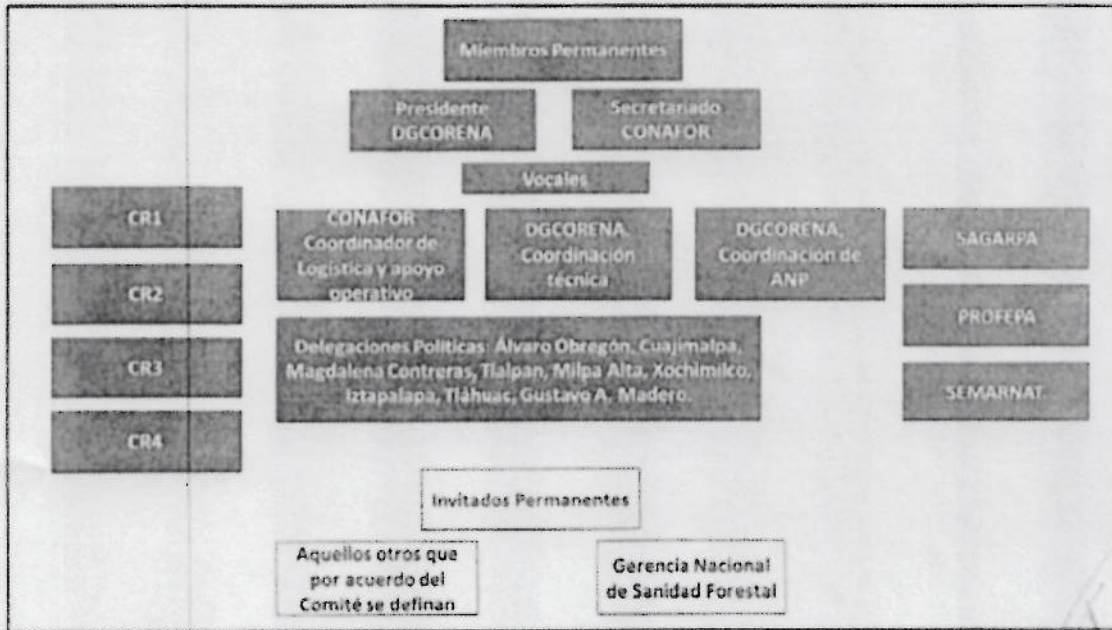 Miembros Permanentes
Presidente
DGCORENA
Secretariado
CONAFOR
Vocales
CR1
CR2
CR3
CR4
CONAFOR
Coordinador de
Logística y apoyo
operativo
DGCORENA,
Coordinación
técnica
DGCORENA,
Coordinación de
ANP
SAGARPA
PROFEPA
SEMARNAT
Delegaciones Políticas: Álvaro Obregón, Cuajimalpa,
Magdalena Contreras, Tlalpan, Milpa Alta, Xochimilco,
Iztapalapa, Tláhuac, Gustavo A. Madero.
Invitados Permanentes
Aquellos otros que
por acuerdo del
Comité se definan
Gerencia Nacional
de Sanidad Forestal